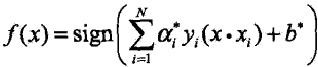 f(x) = sign(∑_{i=1}^{N} α_i^* y_i (x • x_i) + b^*)